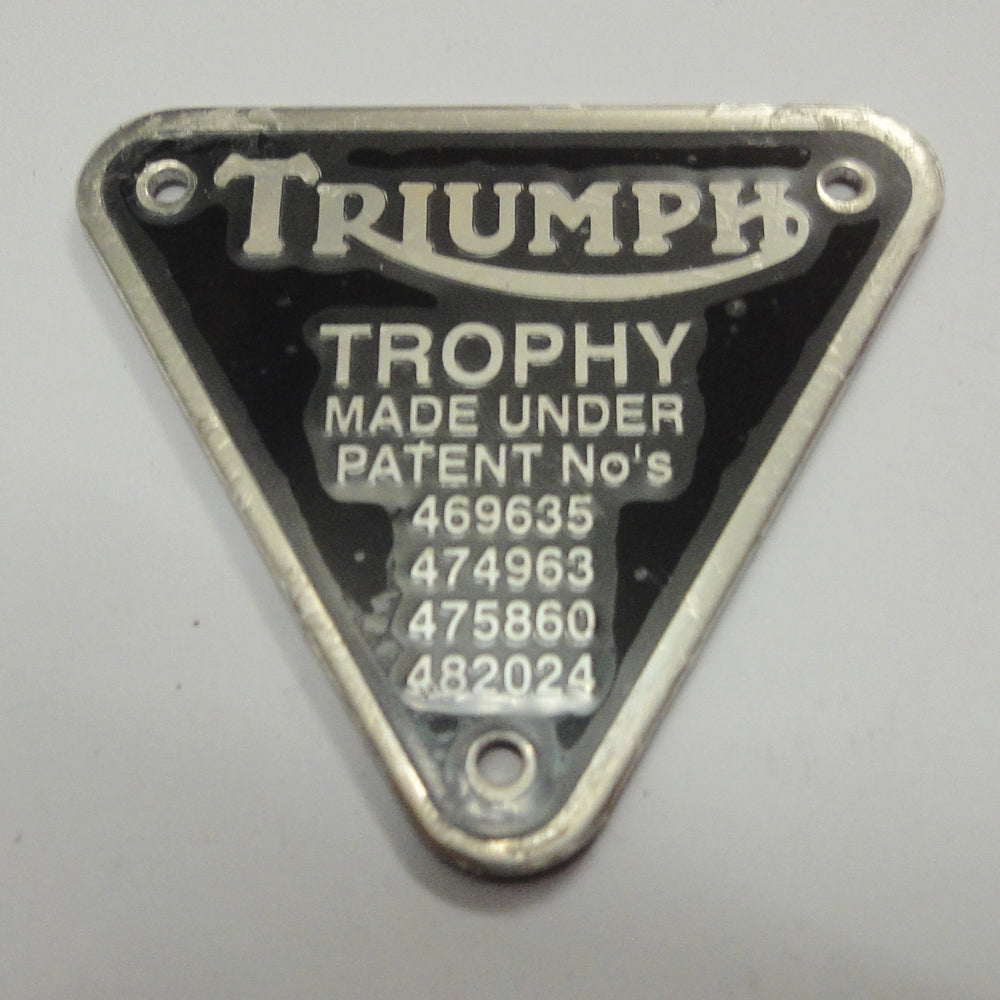 TRIUMPH
TROPHY
MADE UNDER
PATENT No's
469635
474963
475860
482024